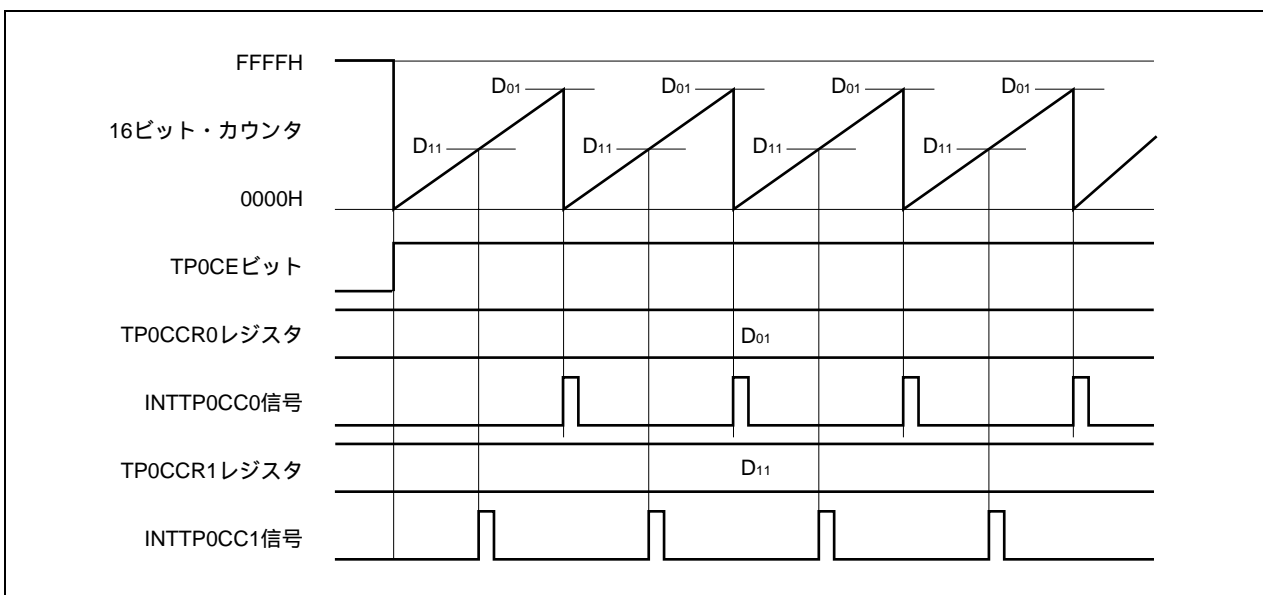 FFFFH
D01 D01 D01 D01
16ビット・カウンタ
D11 D11 D11 D11
0000H
TP0CEビット
TP0CCR0レジスタ
D01
INTTP0CC0信号
TP0CCR1レジスタ
D11
INTTP0CC1信号